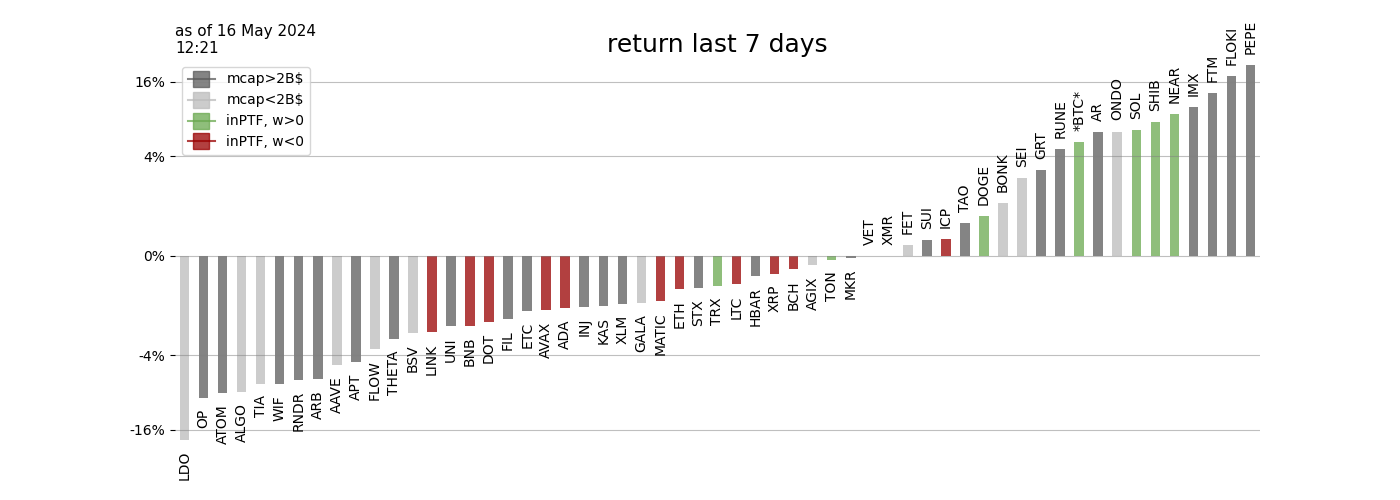 as of 16 May 2024
12:21
return last 7 days
mcap>2B$
mcap<2B$
inPTF, w>0
inPTF, w<0
16%
4%
0%
-4%
-16%
LDO
OP
ATOM
ALGO
TIA
WIF
RNDR
ARB
AAVE
APT
FLOW
THETA
BSV
LINK
UNI
BNB
DOT
FIL
ETC
AVAX
ADA
INJ
KAS
XLM
GALA
MATIC
ETH
STX
TRX
LTC
HBAR
XRP
BCH
AGIX
TON
MKR
VET
XMR
FET
SUI
ICP
TAO
DOGE
BONK
SEI
GRT
RUNE
*BTC*
AR
ONDO
SOL
SHIB
NEAR
IMX
FTM
FLOKI
PEPE